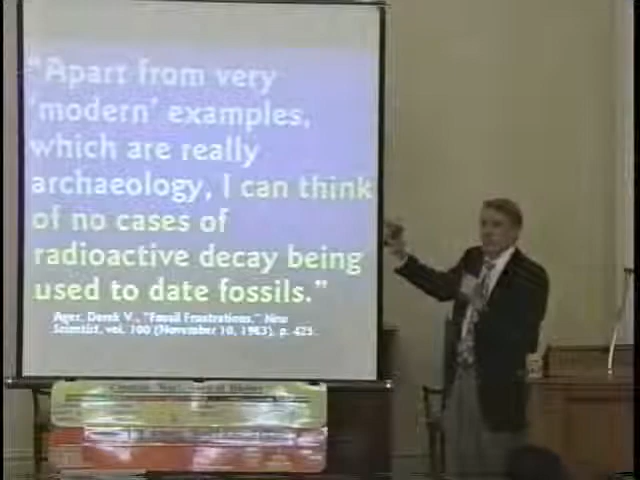 "Apart from very
'modern' examples,
which are really
archaeology, I can think
of no cases of
radioactive decay being
used to date fossils."
Ager, Derek V., "Fossil Frustrations," New
Scientist, vol. 100 (November 10, 1983), p. 425.